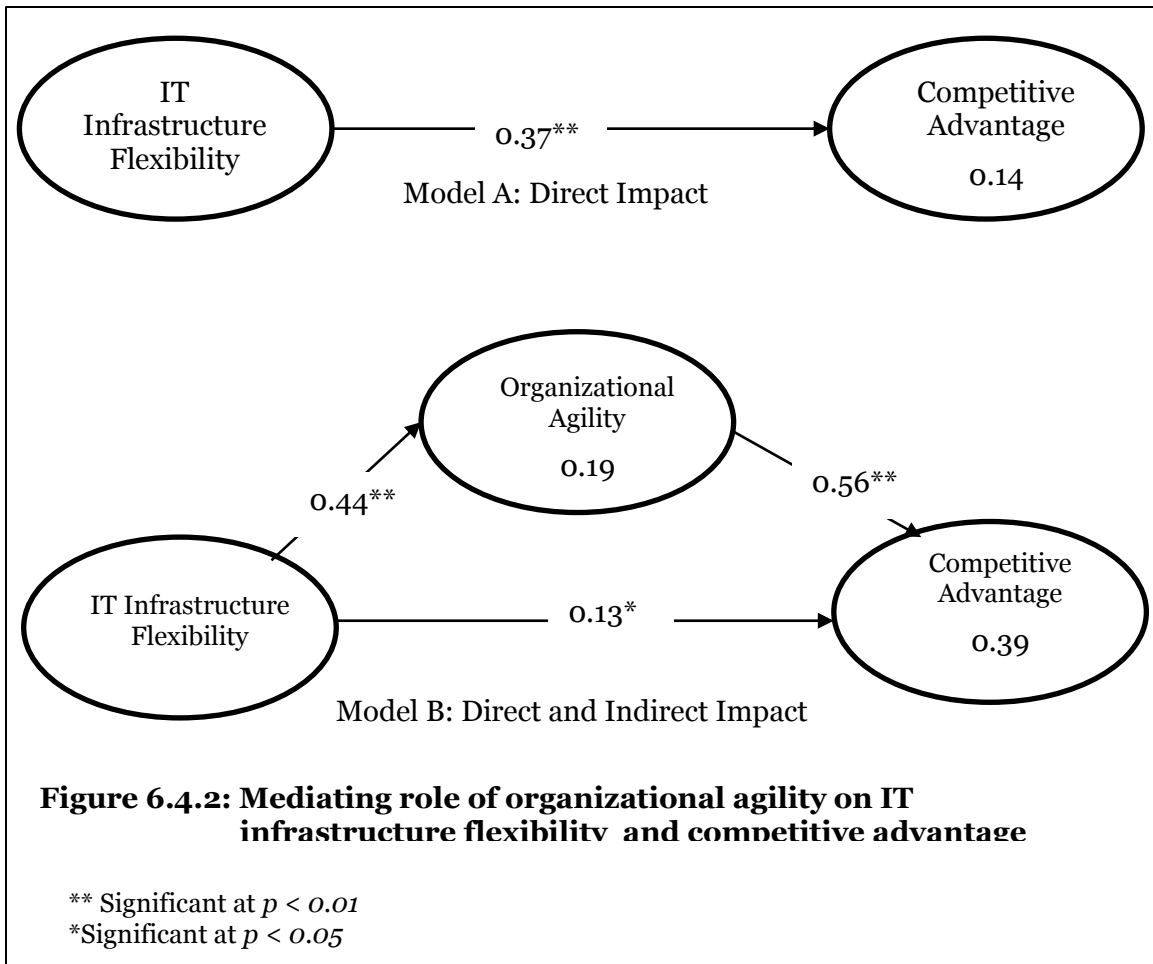 IT
Infrastructure
Flexibility
0.37**
Competitive
Advantage
0.14
Model A: Direct Impact
Organizational
Agility
0.19
0.44**
0.56**
IT Infrastructure
Flexibility
0.13*
Competitive
Advantage
0.39
Model B: Direct and Indirect Impact
Figure 6.4.2: Mediating role of organizational agility on IT
infrastructure flexibility and competitive advantage
** Significant at p < 0.01
*Significant at p < 0.05